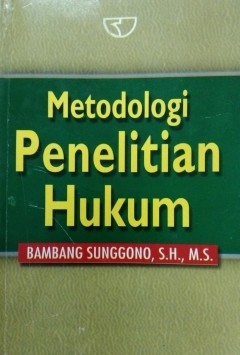 Metodologi
Penelitian
Hukum
BAMBANG SUNGGONO, S.H., M.S.